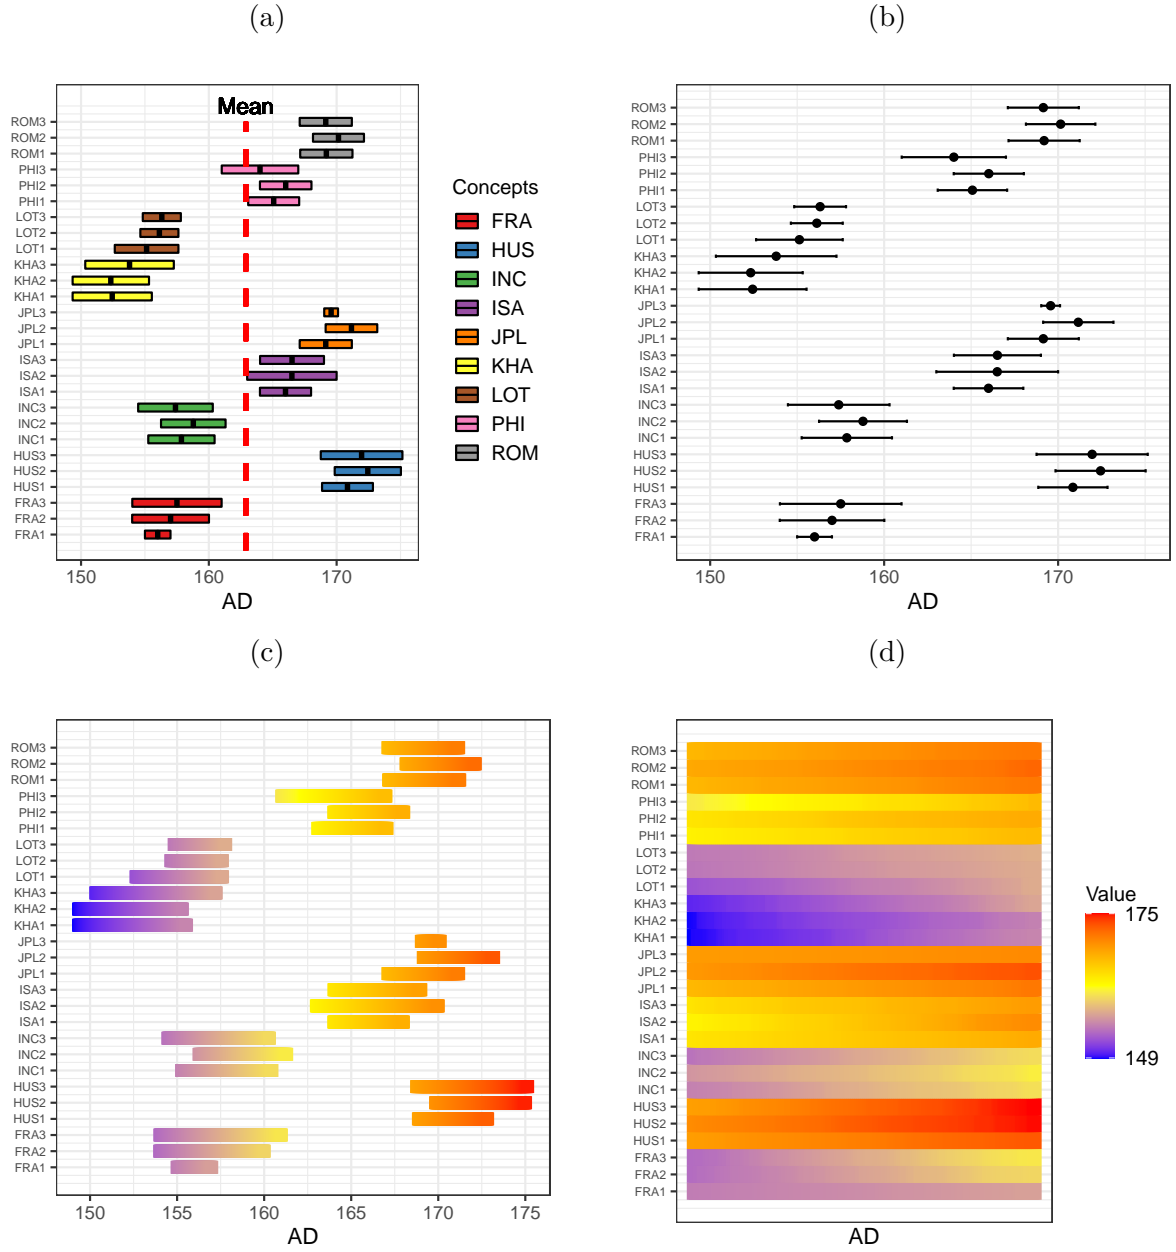 (a)
Mean
ROM3
ROM2
ROM1
PHI3
PHI2
PHI1
LOT3
LOT2
LOT1
KHA3
KHA2
KHA1
JPL3
JPL2
JPL1
ISA3
ISA2
ISA1
INC3
INC2
INC1
HUS3
HUS2
HUS1
FRA3
FRA2
FRA1
150 160 170
AD
Concepts
FRA
HUS
INC
ISA
JPL
KHA
LOT
PHI
ROM
(b)
ROM3
ROM2
ROM1
PHI3
PHI2
PHI1
LOT3
LOT2
LOT1
KHA3
KHA2
KHA1
JPL3
JPL2
JPL1
ISA3
ISA2
ISA1
INC3
INC2
INC1
HUS3
HUS2
HUS1
FRA3
FRA2
FRA1
150 160 170
AD
(c)
ROM3
ROM2
ROM1
PHI3
PHI2
PHI1
LOT3
LOT2
LOT1
KHA3
KHA2
KHA1
JPL3
JPL2
JPL1
ISA3
ISA2
ISA1
INC3
INC2
INC1
HUS3
HUS2
HUS1
FRA3
FRA2
FRA1
150 155 160 165 170 175
AD
(d)
ROM3
ROM2
ROM1
PHI3
PHI2
PHI1
LOT3
LOT2
LOT1
KHA3
KHA2
KHA1
JPL3
JPL2
JPL1
ISA3
ISA2
ISA1
INC3
INC2
INC1
HUS3
HUS2
HUS1
FRA3
FRA2
FRA1
AD
Value
175
149